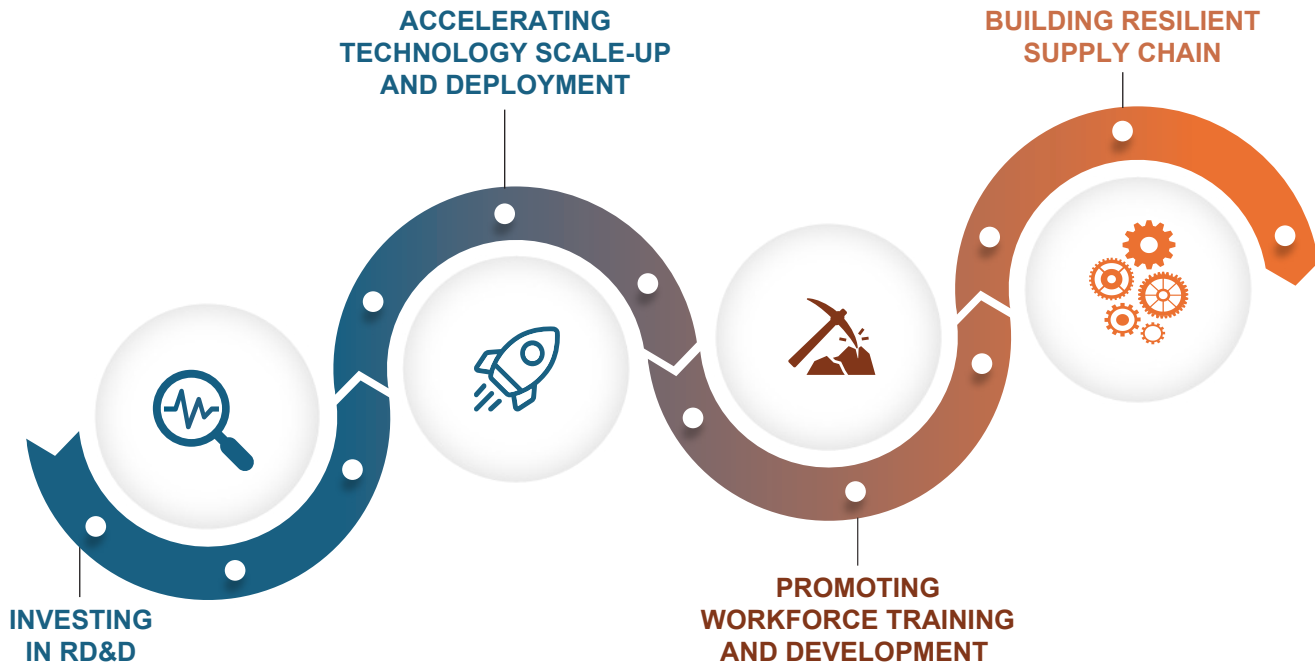 ACCELERATING
TECHNOLOGY SCALE-UP
AND DEPLOYMENT
BUILDING RESILIENT
SUPPLY CHAIN
INVESTING
IN RD&D
PROMOTING
WORKFORCE TRAINING
AND DEVELOPMENT